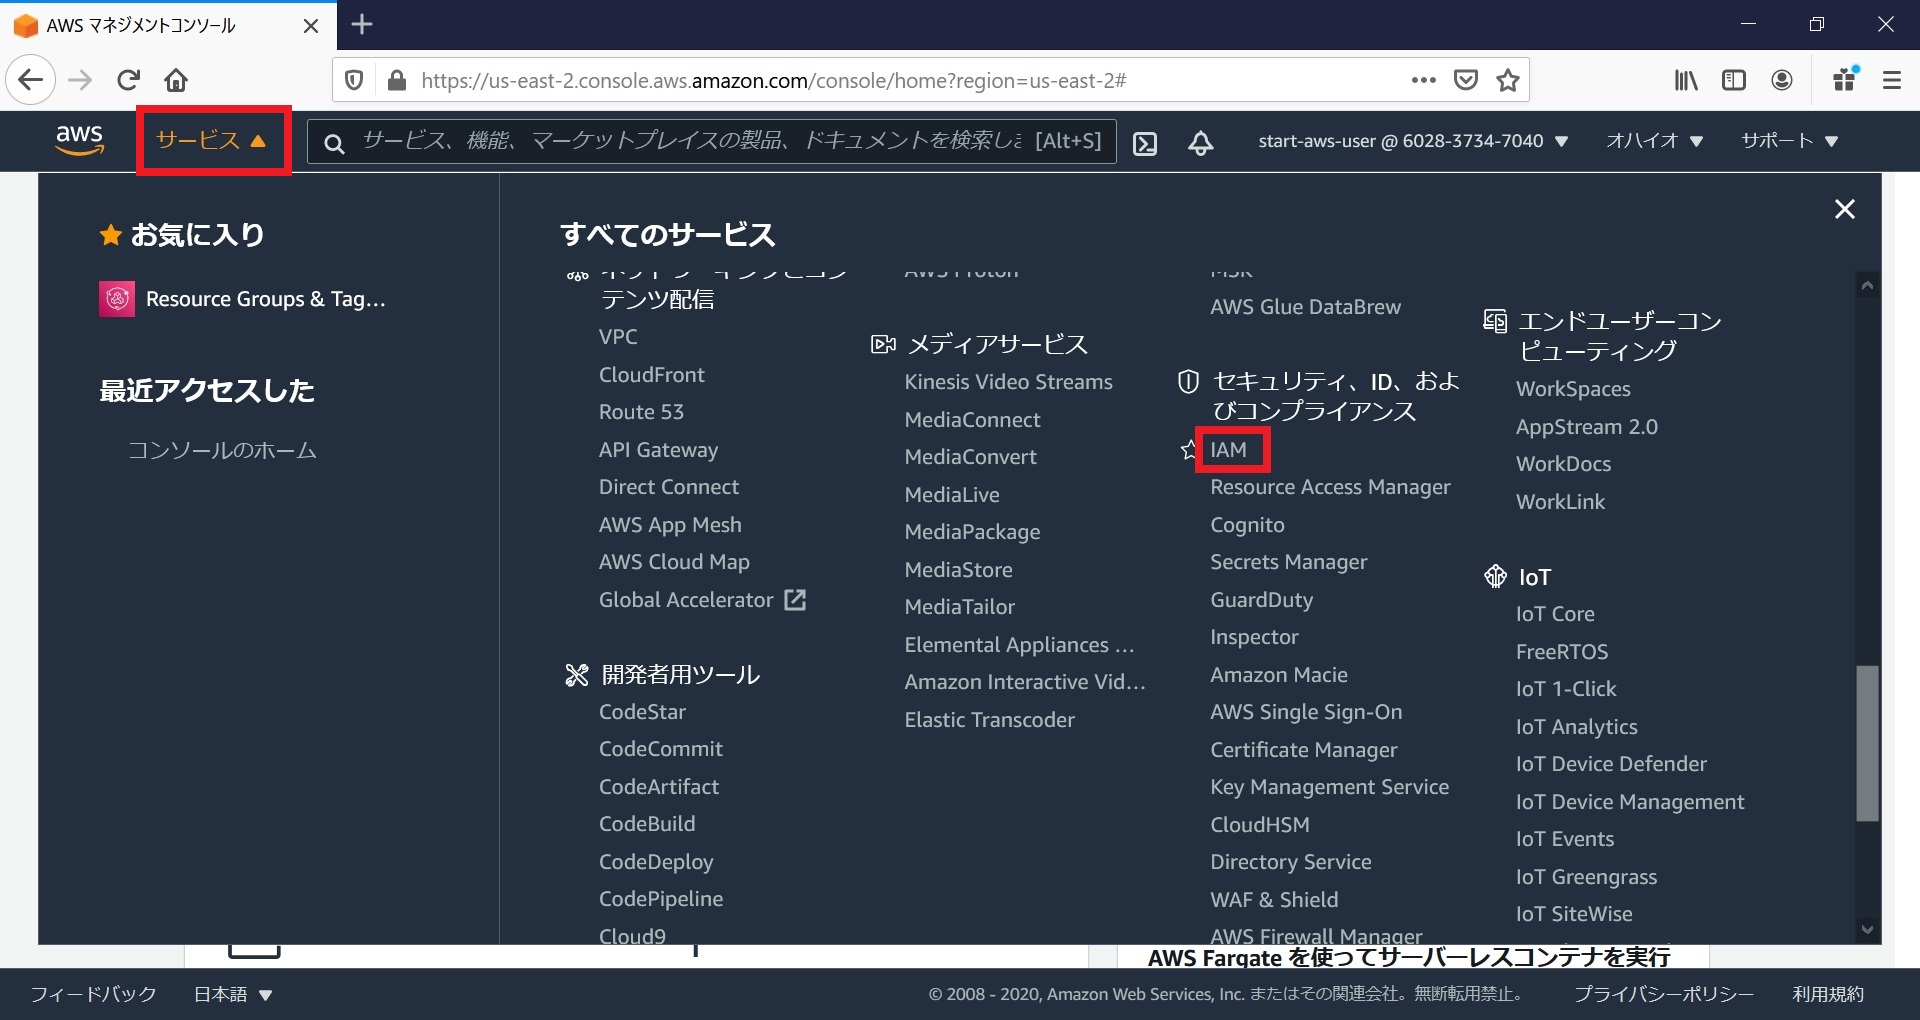 AWS マネジメントコンソール
https://us-east-2.console.aws.amazon.com/console/home?region=us-east-2#
aws
サービス
サービス、機能、マーケットプレイスの製品、ドキュメントを検索しま [Alt+S]
start-aws-user @ 6028-3734-7040
オハイオ
サポート
お気に入り
Resource Groups & Tag...
最近アクセスした
コンソールのホーム
すべてのサービス
ネットワーキングとコン
テンツ配信
VPC
CloudFront
Route 53
API Gateway
Direct Connect
AWS App Mesh
AWS Cloud Map
Global Accelerator
開発者用ツール
CodeStar
CodeCommit
CodeArtifact
CodeBuild
CodeDeploy
CodePipeline
Cloud9
AWS Proton
メディアサービス
Kinesis Video Streams
MediaConnect
MediaConvert
MediaLive
MediaPackage
MediaStore
MediaTailor
Elemental Appliances ...
Amazon Interactive Vid...
Elastic Transcoder
MSK
AWS Glue DataBrew
セキュリティ、ID、およ
びコンプライアンス
IAM
Resource Access Manager
Cognito
Secrets Manager
GuardDuty
Inspector
Amazon Macie
AWS Single Sign-On
Certificate Manager
Key Management Service
CloudHSM
Directory Service
WAF & Shield
AWS Firewall Manager
エンドユーザーコン
ピューティング
WorkSpaces
AppStream 2.0
WorkDocs
WorkLink
IoT
IoT Core
FreeRTOS
IoT 1-Click
IoT Analytics
IoT Device Defender
IoT Device Management
IoT Events
IoT Greengrass
IoT SiteWise
AWS Fargate を使ってサーバーレスコンテナを実行
フィードバック
日本語
© 2008 - 2020, Amazon Web Services, Inc. またはその関連会社。無断転用禁止。
プライバシーポリシー
利用規約